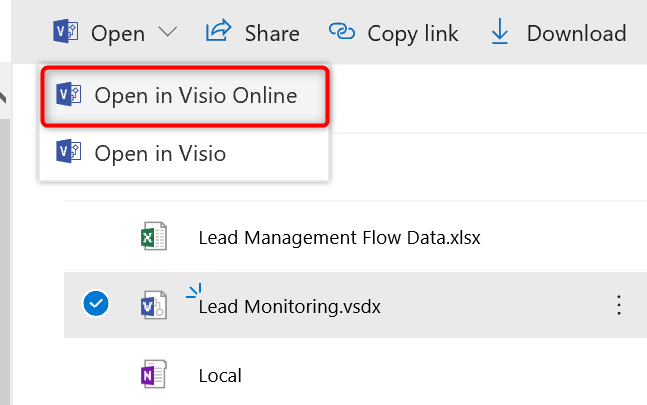 Open Share Copy link Download
Open in Visio Online
Open in Visio
Lead Management Flow Data.xlsx
Lead Monitoring.vsdx
Local